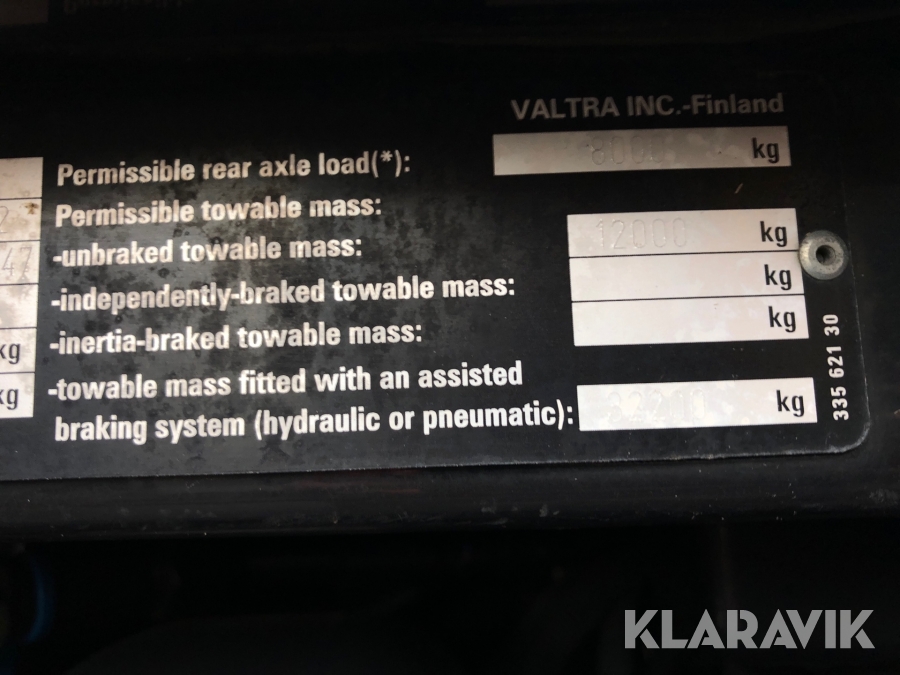 VALTRA INC.-Finland
Permissible rear axle load(*): kg
Permissible towable mass:
-unbraked towable mass: 12000 kg
-independently-braked towable mass: kg
-inertia-braked towable mass: kg
-towable mass fitted with an assisted
braking system (hydraulic or pneumatic): kg
335 621 30
2
47
kg
kg
KLARAVIK